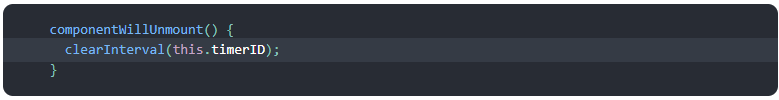 componentWillUnmount() {
clearInterval(this.timerID);
}